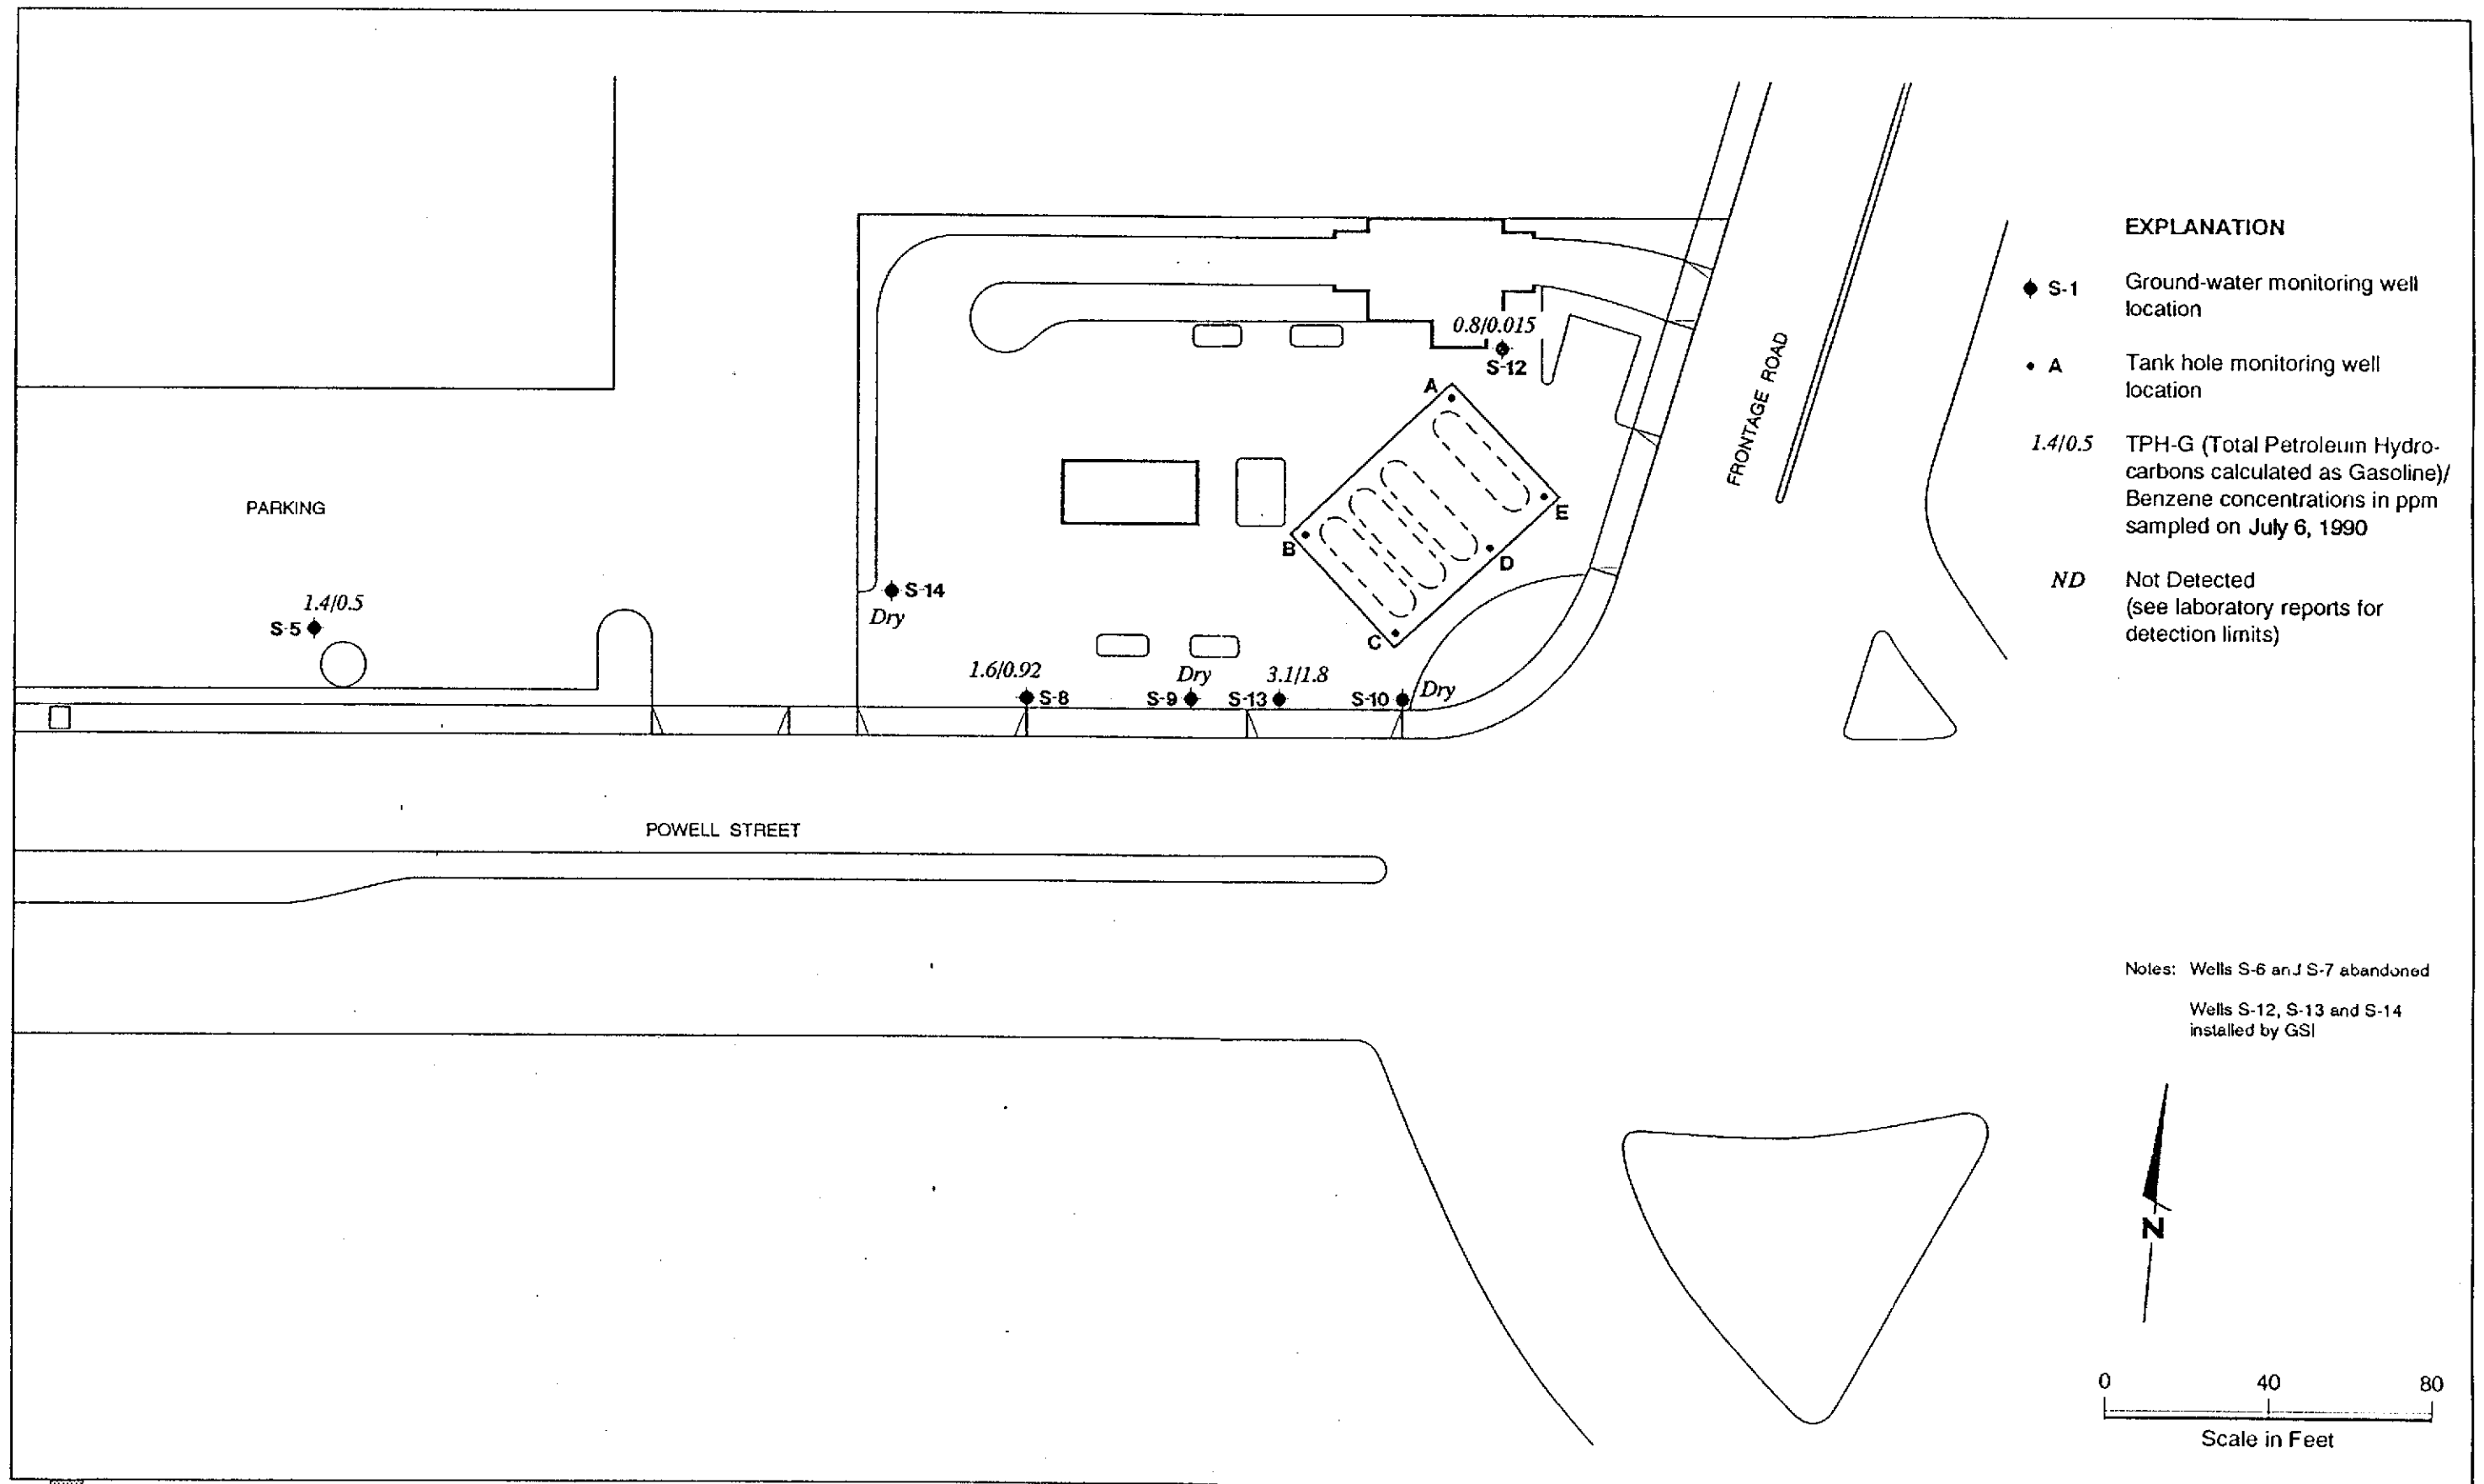 EXPLANATION
S-1 Ground-water monitoring well
location
A Tank hole monitoring well
location
1.4/0.5 TPH-G (Total Petroleum Hydro-
carbons calculated as Gasoline)/
Benzene concentrations in ppm
sampled on July 6, 1990
ND Not Detected
(see laboratory reports for
detection limits)
0.8/0.015
S-12
A
FRONTAGE ROAD
E
B
D
C
PARKING
1.4/0.5
S-5
S-14
Dry
1.6/0.92
S-8
Dry
S-9
3.1/1.8
S-13
Dry
S-10
POWELL STREET
Notes: Wells S-6 and S-7 abandoned
Wells S-12, S-13 and S-14
installed by GSI
N
0 40 80
Scale in Feet